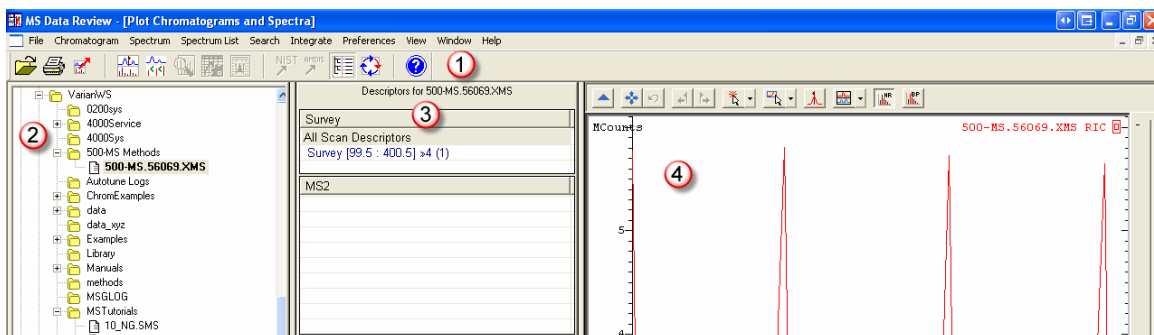 MS Data Review - [Plot Chromatograms and Spectra]
File Chromatogram Spectrum Spectrum List Search Integrate Preferences View Window Help
NIST AMDIS ? 1
VarianWS
0200sys
4000Service
4000Sys
500-MS Methods
500-MS.56069.XMS
Autotune Logs
ChromExamples
data
data_xyz
Examples
Library
Manuals
methods
MSGLOG
MSTutorials
10_NG.SMS
2
Descriptors for 500-MS.56069.XMS
Survey
3
All Scan Descriptors
Survey [99.5 : 400.5] »4 (1)
MS2
HR BP
MCounts
500-MS.56069.XMS RIC
4
5
4